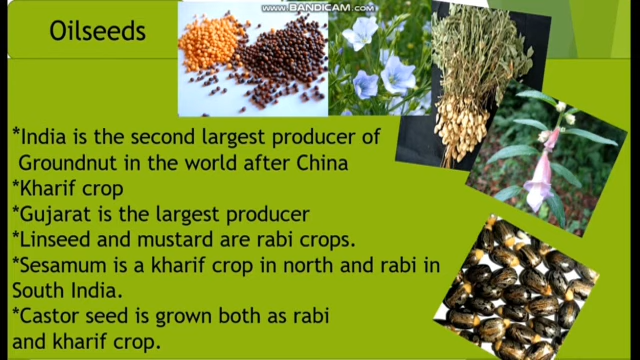 WWW.BANDICAM.COM
Oilseeds
*India is the second largest producer of
Groundnut in the world after China
*Kharif crop
*Gujarat is the largest producer
*Linseed and mustard are rabi crops.
*Sesamum is a kharif crop in north and rabi in
South India.
*Castor seed is grown both as rabi
and kharif crop.